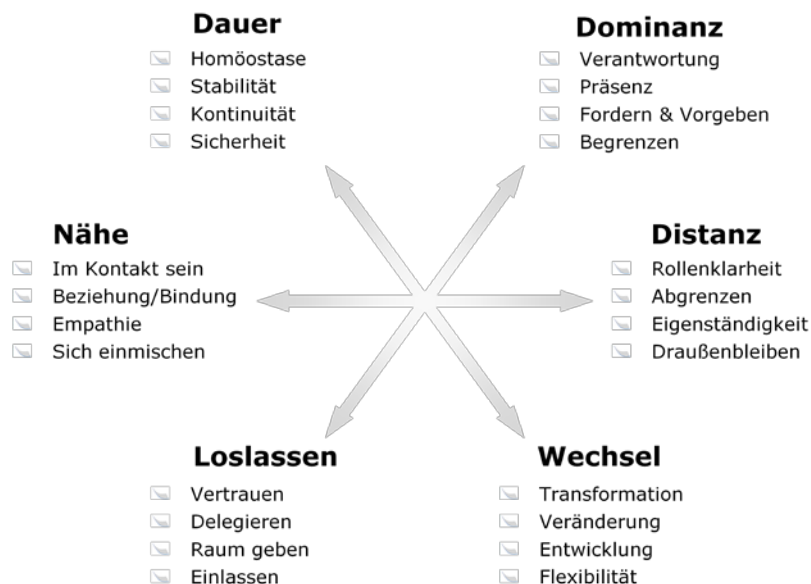 Dauer
Homöostase
Stabilität
Kontinuität
Sicherheit
Dominanz
Verantwortung
Präsenz
Fordern & Vorgeben
Begrenzen
Nähe
Im Kontakt sein
Beziehung/Bindung
Empathie
Sich einmischen
Distanz
Rollenklarheit
Abgrenzen
Eigenständigkeit
Draußenbleiben
Loslassen
Vertrauen
Delegieren
Raum geben
Einlassen
Wechsel
Transformation
Veränderung
Entwicklung
Flexibilität